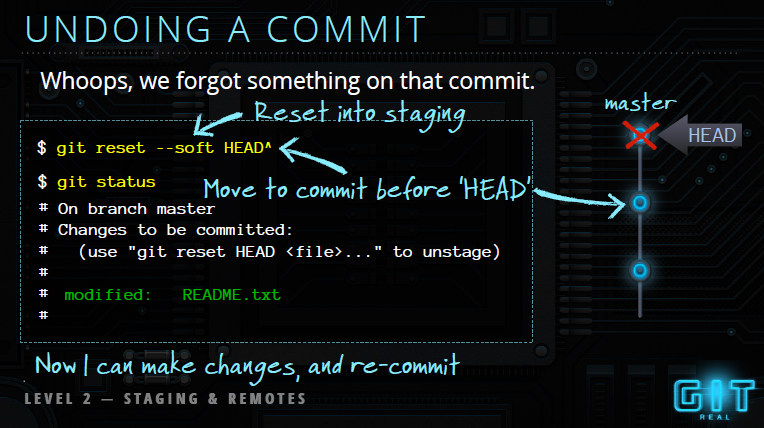 UNDOING A COMMIT
Whoops, we forgot something on that commit.
master
Reset into staging
HEAD
$ git reset --soft HEAD^
$ git status
Move to commit before 'HEAD'
# On branch master
# Changes to be committed:
#   (use "git reset HEAD <file>..." to unstage)
#
# modified:   README.txt
#
Now I can make changes, and re-commit
LEVEL 2 — STAGING & REMOTES
GIT
REAL